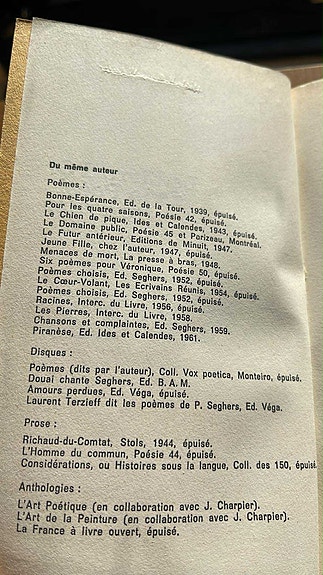 Du même auteur
Poèmes :
Bonne-Espérance, Ed. de la Tour, 1939, épuisé.
Pour les quatre saisons, Poésie 42, épuisé.
Le Chien de pique, Ides et Calendes, 1943, épuisé.
Le Domaine public, Poésie 45 et Parizeau, Montréal.
Le Futur antérieur, Editions de Minuit, 1947.
Jeune Fille, chez l'auteur, 1947, épuisé.
Menaces de mort, La presse à bras, 1948.
Six poèmes pour Véronique, Poésie 50, épuisé.
Poèmes choisis, Ed. Seghers, 1952, épuisé.
Le Cœur-Volant, Les Ecrivains Réunis, 1954, épuisé.
Poèmes choisis, Ed. Seghers, 1952, épuisé.
Racines, Interc. du Livre, 1956, épuisé.
Les Pierres, Interc. du Livre, 1958.
Chansons et complaintes, Ed. Seghers, 1959.
Piranèse, Ed. Ides et Calendes, 1961.
Disques :
Poèmes (dits par l'auteur), Coll. Vox poetica, Monteiro, épuisé.
Douai chante Seghers, Ed. B. A. M.
Amours perdues, Ed. Véga, épuisé.
Laurent Terzieff dit les poèmes de P. Seghers, Ed. Véga.
Prose :
Richaud-du-Comtat, Stols, 1944, épuisé.
L'Homme du commun, Poésie 44, épuisé.
Considérations, ou Histoires sous la langue, Coll. des 150, épuisé.
Anthologies :
L'Art Poétique (en collaboration avec J. Charpier).
L'Art de la Peinture (en collaboration avec J. Charpier).
La France à livre ouvert, épuisé.